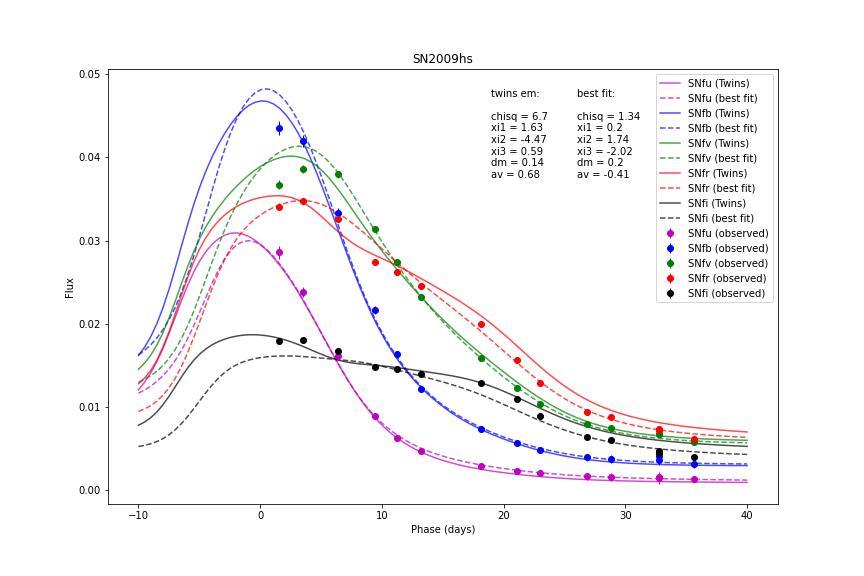 SN2009hs
0.05
0.04
0.03
0.02
0.01
0.00
Flux
−10
0
10
20
30
40
Phase (days)
twins em:
chisq = 6.7
xi1 = 1.63
xi2 = -4.47
xi3 = 0.59
dm = 0.14
av = 0.68
best fit:
chisq = 1.34
xi1 = 0.2
xi2 = 1.74
xi3 = -2.02
dm = 0.2
av = -0.41
SNfu (Twins)
SNfu (best fit)
SNfb (Twins)
SNfb (best fit)
SNfv (Twins)
SNfv (best fit)
SNfr (Twins)
SNfr (best fit)
SNfi (Twins)
SNfi (best fit)
SNfu (observed)
SNfb (observed)
SNfv (observed)
SNfr (observed)
SNfi (observed)